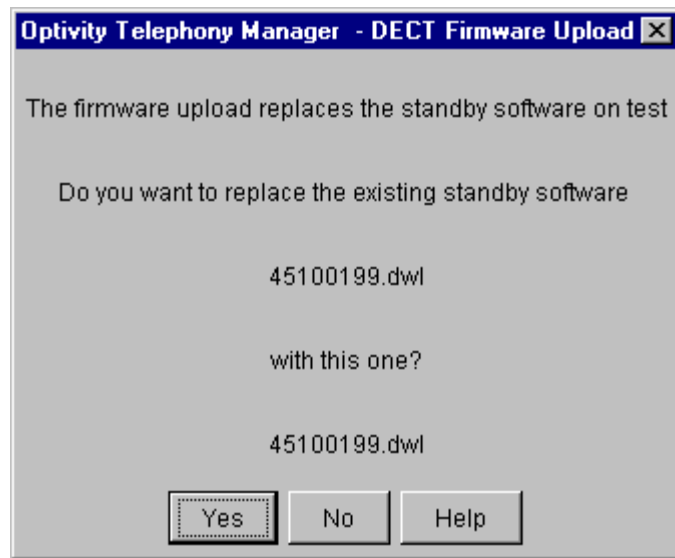 Optivity Telephony Manager - DECT Firmware Upload
The firmware upload replaces the standby software on test
Do you want to replace the existing standby software
45100199.dwl
with this one?
45100199.dwl
Yes No Help